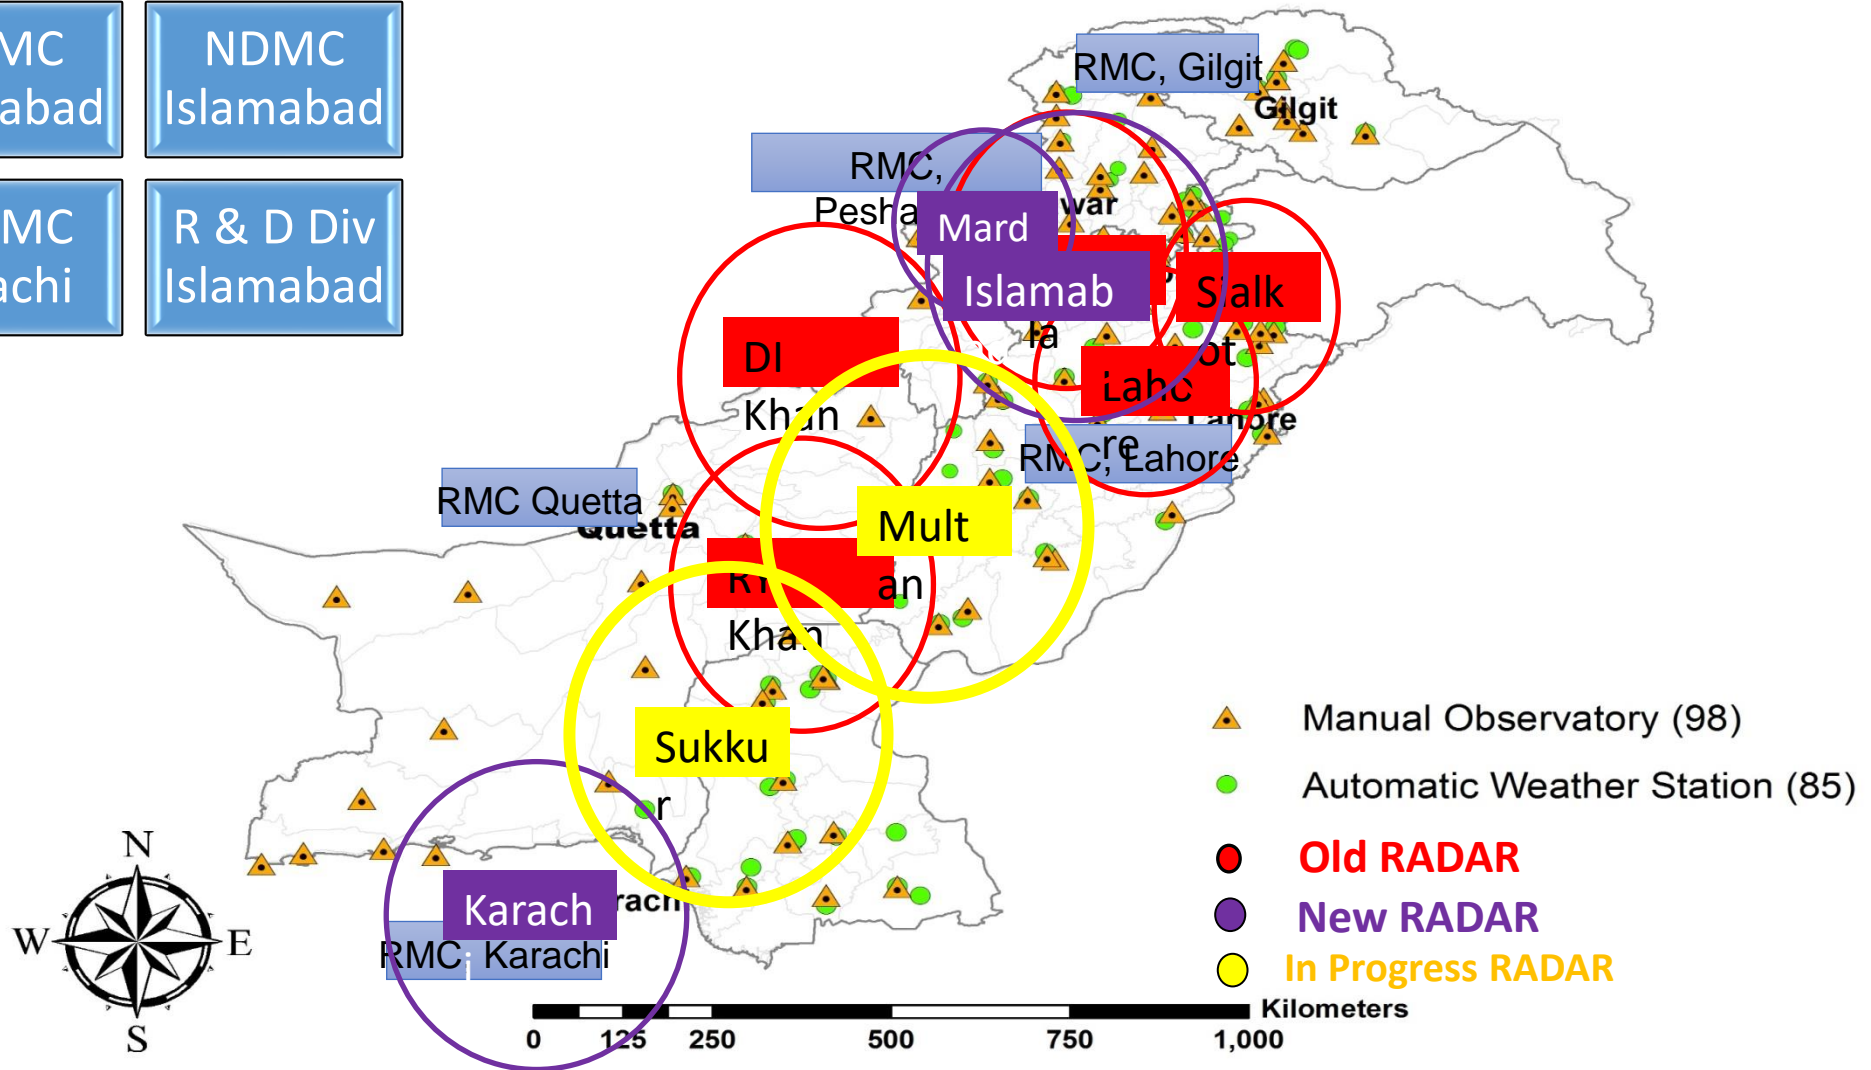 MC
abad
NDMC
Islamabad
MC
achi
R & D Div
Islamabad
RMC, Gilgit
Gilgit
RMC,
Pesha
war
Mard
Islamab
la
Sialk
ot
DI
Khan
Laho
re
Lahore
RMC, Lahore
RMC Quetta
Quetta
Mult
an
Khan
Sukku
r
Karach
i
rach
RMC, Karachi
Manual Observatory (98)
Automatic Weather Station (85)
Old RADAR
New RADAR
In Progress RADAR
N
W
E
S
Kilometers
0 125 250 500 750 1,000